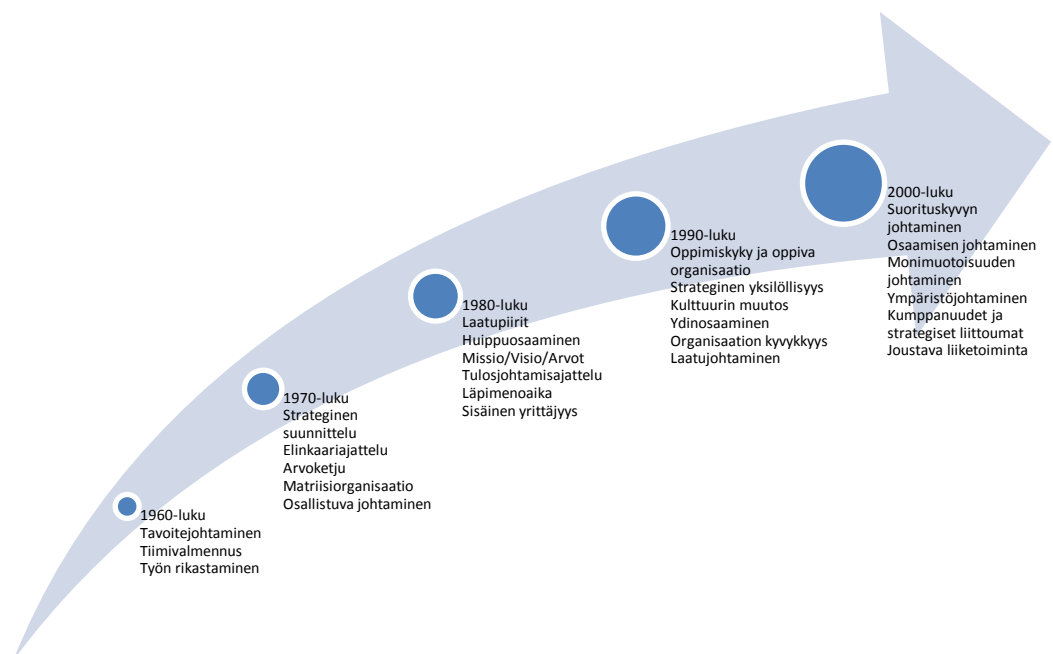 1960-luku
Tavoitejohtaminen
Tiimivalmennus
Työn rikastaminen
1970-luku
Strateginen
suunnittelu
Elinkaariajattelu
Arvoketju
Matriisiorganisaatio
Osallistuva johtaminen
1980-luku
Laatupiirit
Huippuosaaminen
Missio/Visio/Arvot
Tulosjohtamisajattelu
Läpimenoaika
Sisäinen yrittäjyys
1990-luku
Oppimiskyky ja oppiva
organisaatio
Strateginen yksilöllisyys
Kulttuurin muutos
Ydinosaaminen
Organisaation kyvykkyys
Laatujohtaminen
2000-luku
Suorituskyvyn
johtaminen
Osaamisen johtaminen
Monimuotoisuuden
johtaminen
Ympäristöjohtaminen
Kumppanuudet ja
strategiset liittoumat
Joustava liiketoiminta